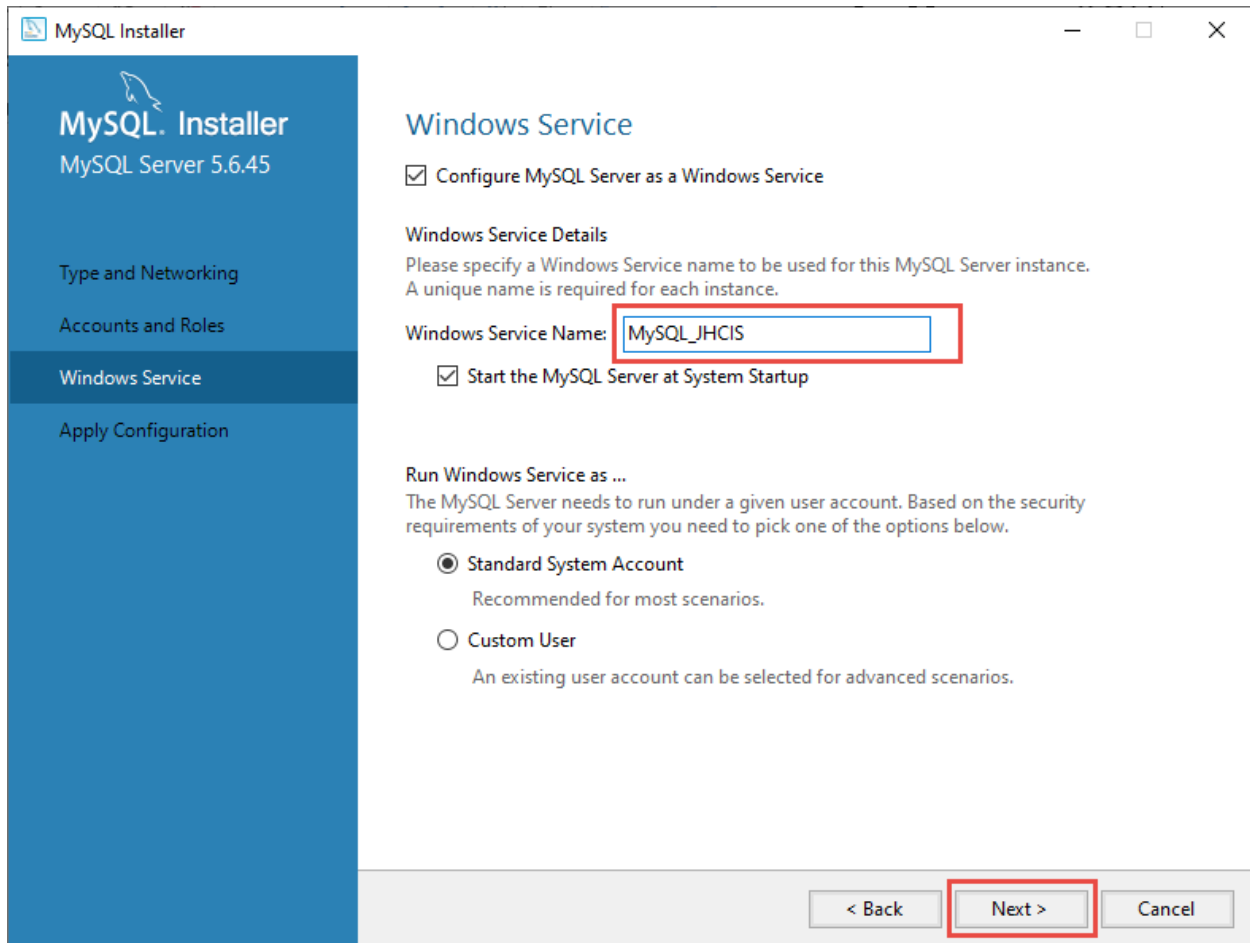 MySQL Installer
MySQL. Installer
MySQL Server 5.6.45
Type and Networking
Accounts and Roles
Windows Service
Apply Configuration
Windows Service
Configure MySQL Server as a Windows Service
Windows Service Details
Please specify a Windows Service name to be used for this MySQL Server instance.
A unique name is required for each instance.
Windows Service Name: MySQL_JHCIS
Start the MySQL Server at System Startup
Run Windows Service as ...
The MySQL Server needs to run under a given user account. Based on the security
requirements of your system you need to pick one of the options below.
Standard System Account
Recommended for most scenarios.
Custom User
An existing user account can be selected for advanced scenarios.
< Back Next > Cancel